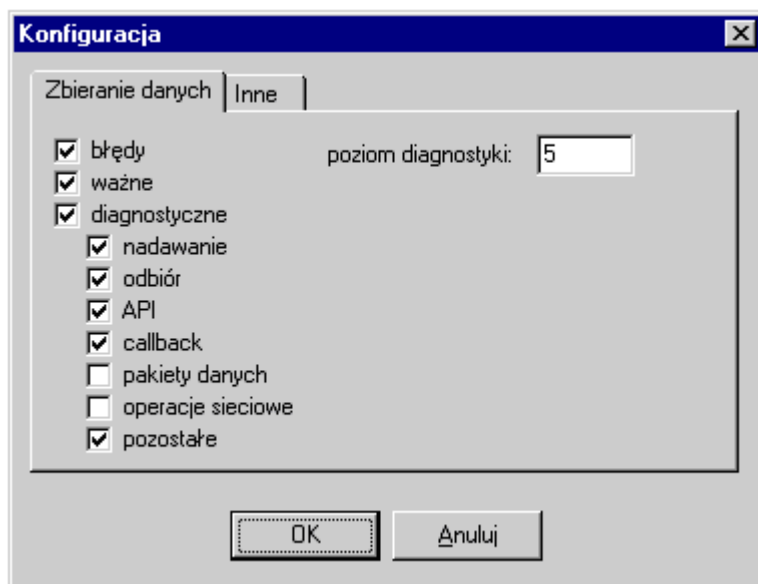 Konfiguracja
Zbieranie danych Inne
błędy poziom diagnostyki: 5
ważne
diagnostyczne
nadawanie
odbiór
API
callback
pakiety danych
operacje sieciowe
pozostałe
OK Anuluj